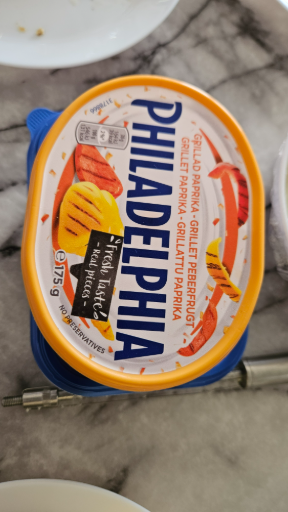 GRILLAD PAPRIKA - GRILLET PEBERFRUGT
GRILLET PAPRIKA - GRILLATTU PAPRIKA
PHILADELPHIA
Fresh Taste!
- Real pieces -
℮175 g
NO PRESERVATIVES